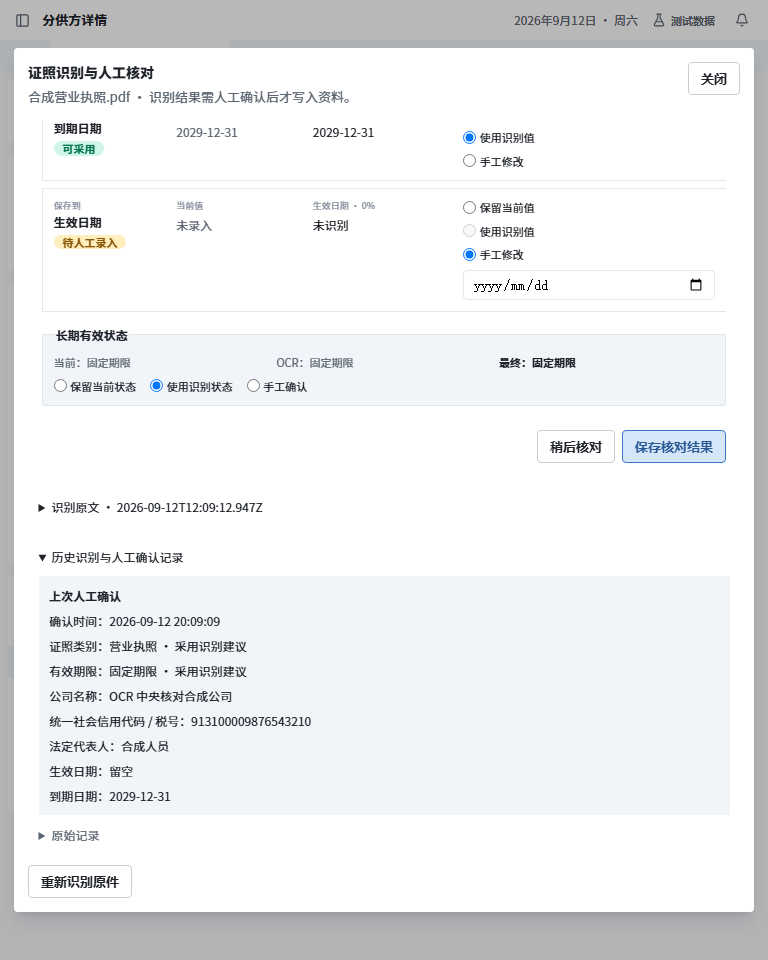 分供方详情
2026年9月12日 · 周六 测试数据
证照识别与人工核对
关闭
合成营业执照.pdf · 识别结果需人工确认后才写入资料。
到期日期 2029-12-31 2029-12-31 使用识别值
可采用
手工修改
保存到 当前值 生效日期 · 0% 保留当前值
生效日期 未录入 未识别
使用识别值
待人工录入
手工修改
yyyy/mm/dd
长期有效状态
当前：固定期限 OCR：固定期限 最终：固定期限
保留当前状态 使用识别状态 手工确认
稍后核对 保存核对结果
识别原文 · 2026-09-12T12:09:12.947Z
历史识别与人工确认记录
上次人工确认
确认时间：2026-09-12 20:09:09
证照类别：营业执照 · 采用识别建议
有效期限：固定期限 · 采用识别建议
公司名称：OCR 中央核对合成公司
统一社会信用代码 / 税号：913100009876543210
法定代表人：合成人员
生效日期：留空
到期日期：2029-12-31
原始记录
重新识别原件